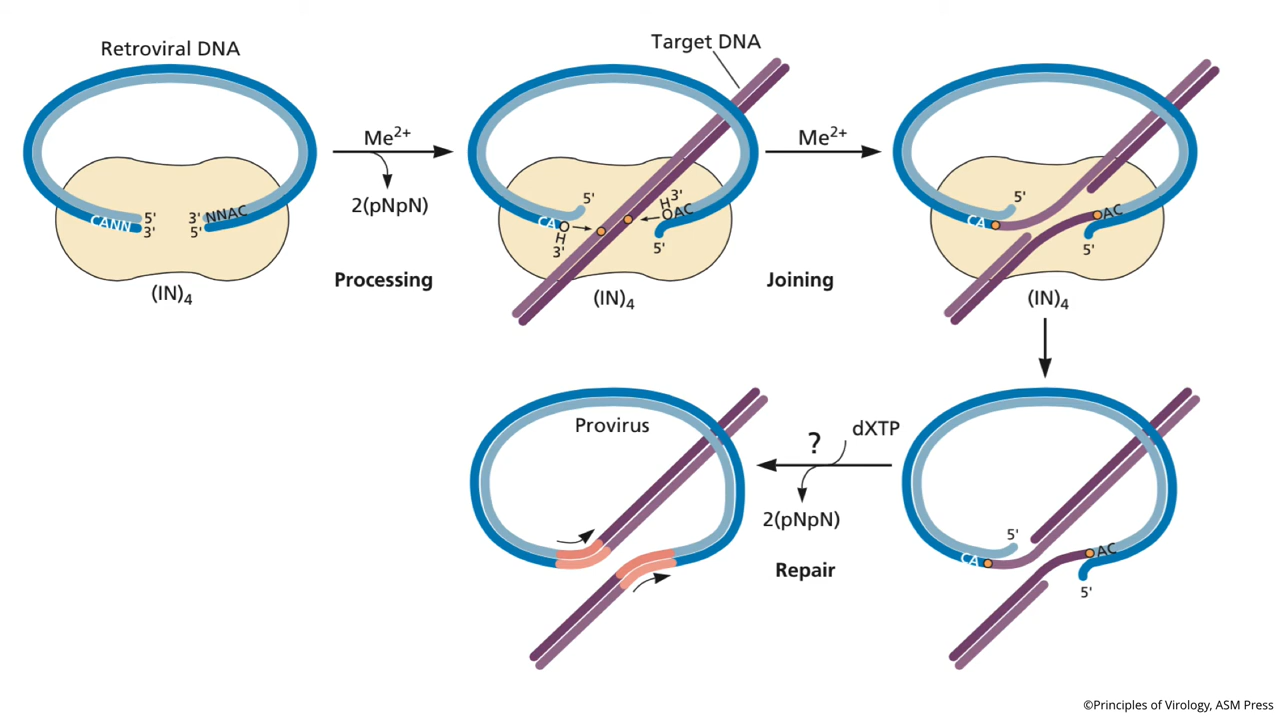 Retroviral DNA
CANN
5'
3'
3'
5'
NNAC
(IN)₄
Me²⁺
2(pNpN)
Processing
Target DNA
5'
CA
H
3'
H
3'
AC
5'
(IN)₄
Me²⁺
Joining
5'
CA
AC
5'
(IN)₄
Provirus
?
dXTP
2(pNpN)
Repair
5'
CA
AC
5'
©Principles of Virology, ASM Press